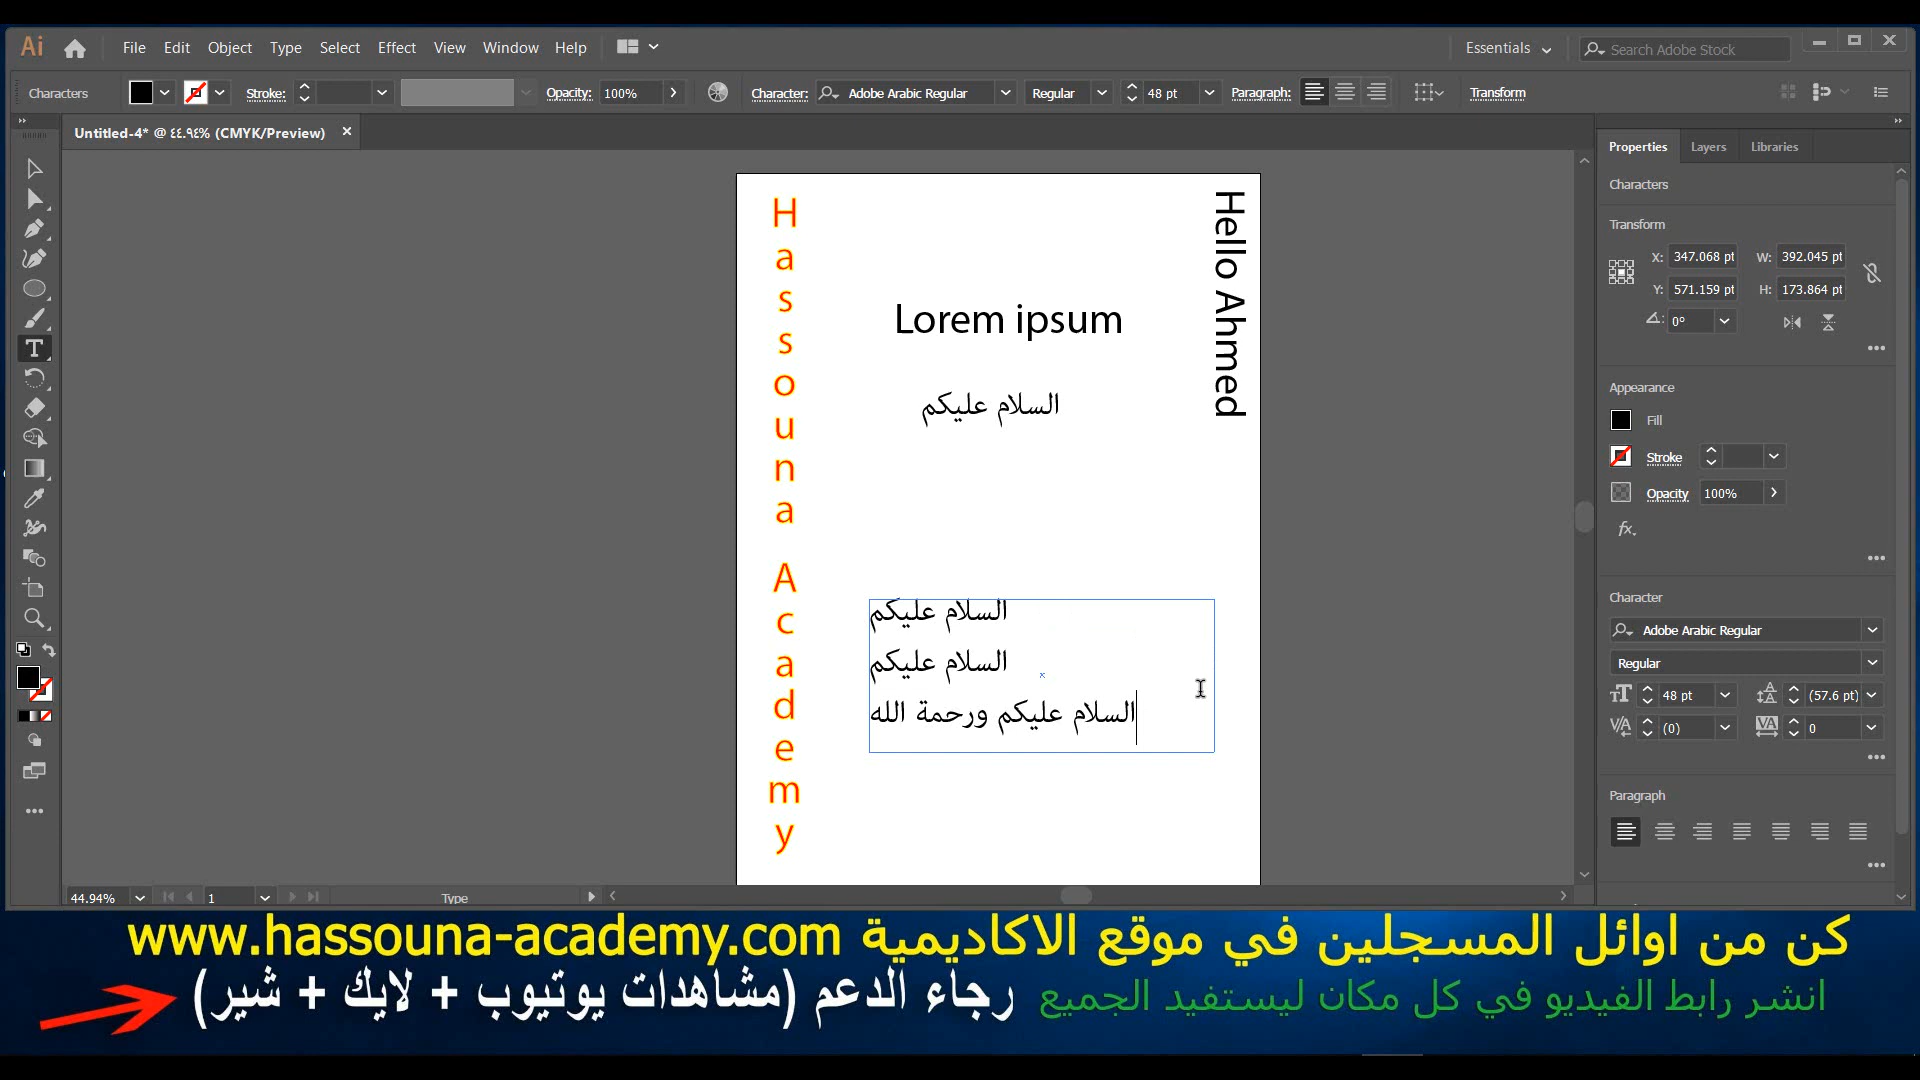 Ai File Edit Object Type Select Effect View Window Help Essentials Search Adobe Stock
Characters Stroke: Opacity: 100% Character: Adobe Arabic Regular Regular 48 pt Paragraph: Transform
Untitled-4* @ ٤٤.٩٤% (CMYK/Preview)
Properties Layers Libraries
Characters
Transform
X: 347.068 pt W: 392.045 pt
Y: 571.159 pt H: 173.864 pt
0°
Appearance
Fill
Stroke
Opacity 100%
fx.
Character
Adobe Arabic Regular
Regular
48 pt (57.6 pt)
(0) 0
Paragraph
Hassouna Academy
Hello Ahmed
Lorem ipsum
السلام عليكم
السلام عليكم
السلام عليكم
السلام عليكم ورحمة الله
44.94% 1 Type
كن من اوائل المسجلين في موقع الاكاديمية www.hassouna-academy.com
انشر رابط الفيديو في كل مكان ليستفيد الجميع رجاء الدعم (مشاهدات يوتيوب + لايك + شير)